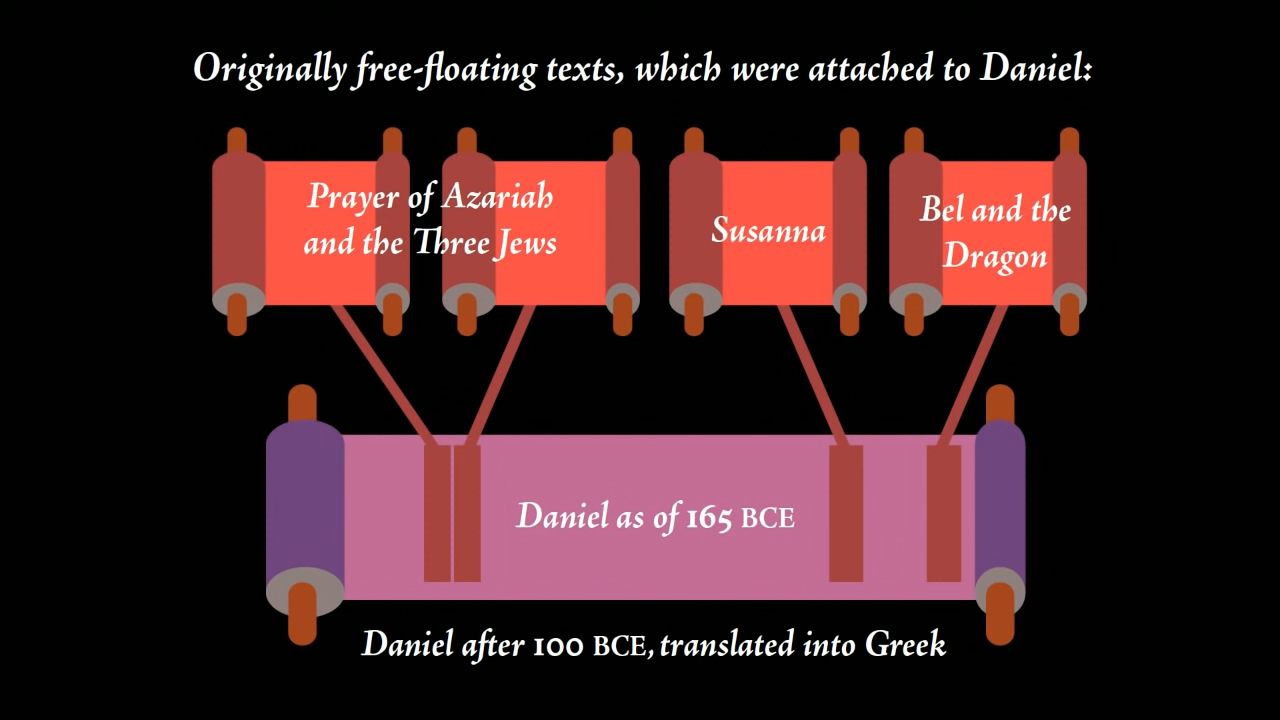 Originally free-floating texts, which were attached to Daniel:
Prayer of Azariah
and the Three Jews
Susanna
Bel and the
Dragon
Daniel as of 165 BCE
Daniel after 100 BCE, translated into Greek